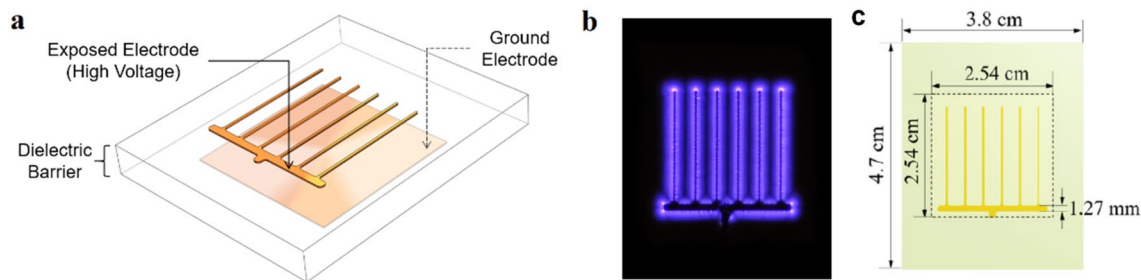 a
Exposed Electrode
(High Voltage)
Ground
Electrode
Dielectric
Barrier
b
c
3.8 cm
2.54 cm
4.7 cm
2.54 cm
1.27 mm